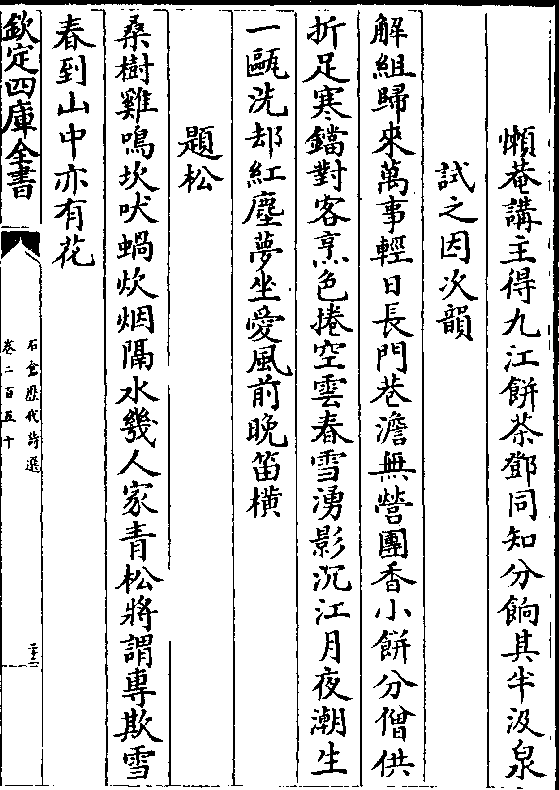 懶菴講主得九江餅茶鄧同知分餉其半汲泉
試之因次韻
解組歸來萬事輕日長門巷澹無營團香小餅分僧供
折足寒鐺對客烹色捲空雲春雪湧影沉江月夜潮生
一甌洗却紅塵夢坐愛風前晩笛橫
題松
桑樹雞鳴坎吠蝸炊烟隔水幾人家青松將謂專欺雪
春到山中亦有花
欽定四庫全書
石倉歷代詩選
卷二百五十
二十二